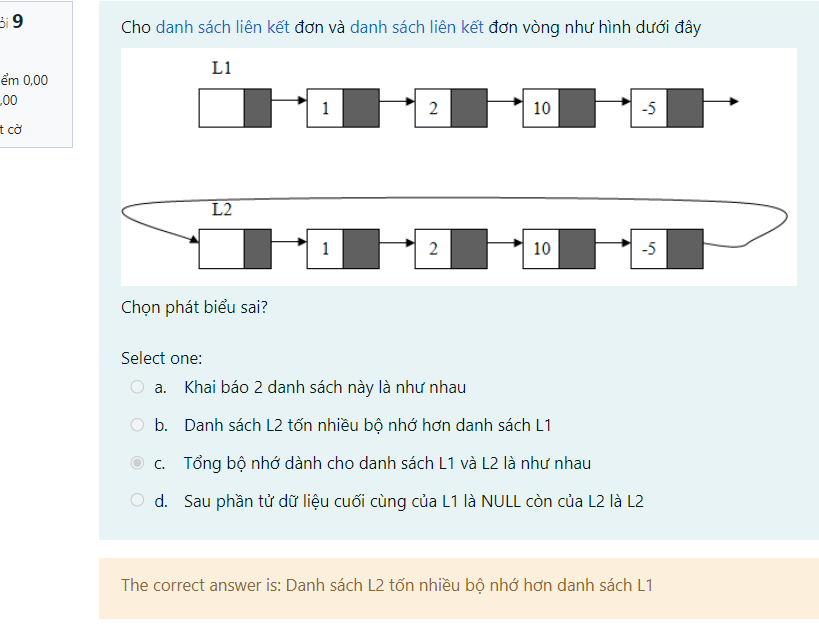 ỏi 9
Cho danh sách liên kết đơn và danh sách liên kết đơn vòng như hình dưới đây
ểm 0,00
,00
t cờ
L1
1 2 10 -5
L2
1 2 10 -5
Chọn phát biểu sai?
Select one:
a. Khai báo 2 danh sách này là như nhau
b. Danh sách L2 tốn nhiều bộ nhớ hơn danh sách L1
c. Tổng bộ nhớ dành cho danh sách L1 và L2 là như nhau
d. Sau phần tử dữ liệu cuối cùng của L1 là NULL còn của L2 là L2
The correct answer is: Danh sách L2 tốn nhiều bộ nhớ hơn danh sách L1